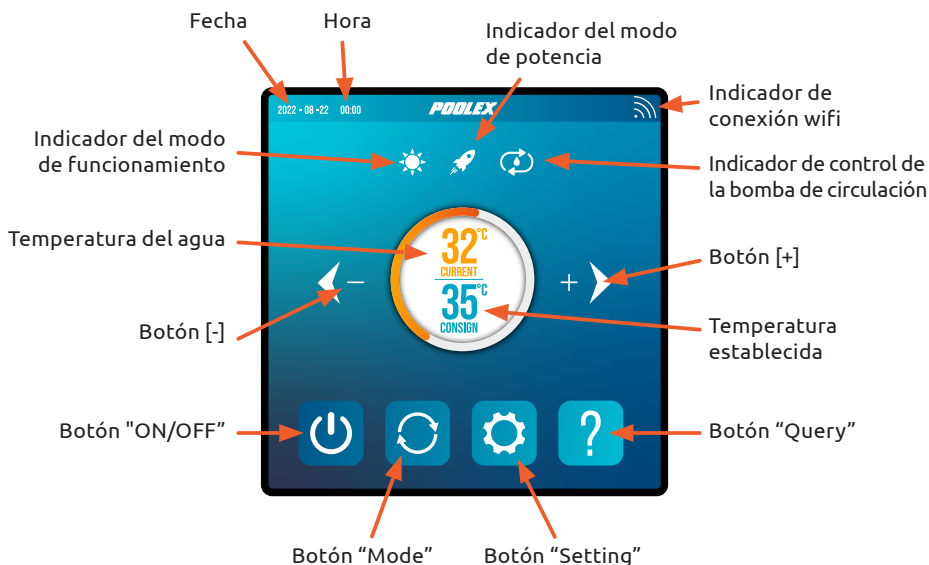 Fecha
Hora
Indicador del modo
de potencia
Indicador de
conexión wifi
2022 - 08 -22 00:00
POOLEX
Indicador del modo
de funcionamiento
Indicador de control de
la bomba de circulación
Temperatura del agua
32°C
CURRENT
35°C
CONSIGN
Botón [+]
Botón [-]
Temperatura
establecida
Botón "ON/OFF”
Botón “Query”
?
Botón “Mode”
Botón “Setting”